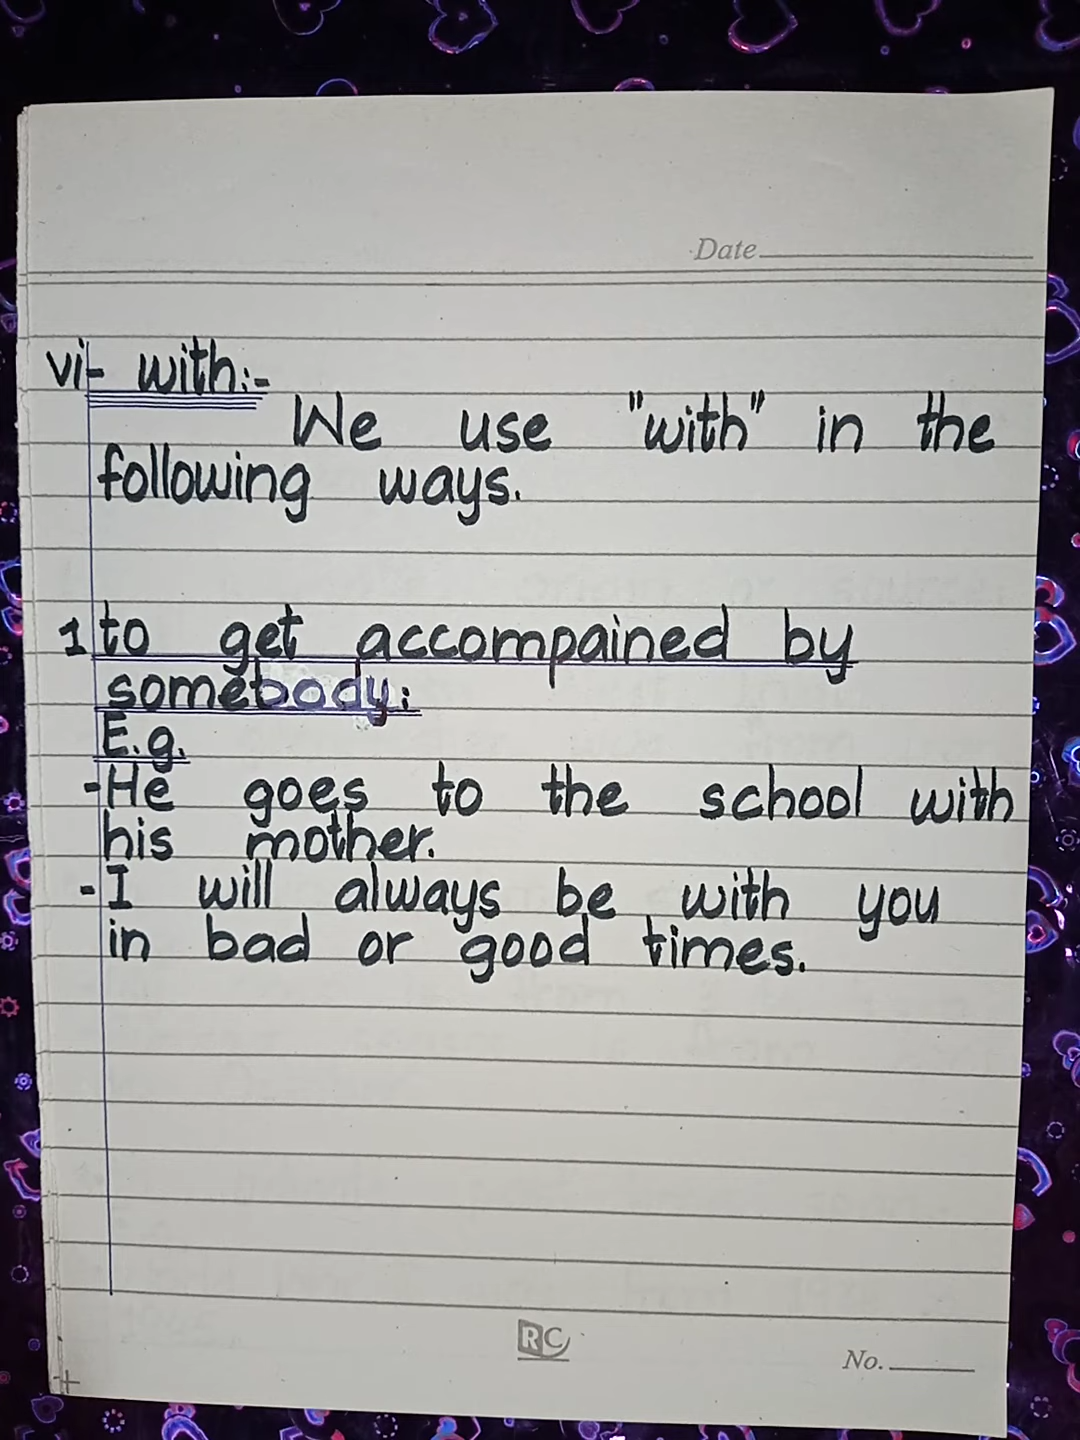 Date
vi- with:-
We use "with" in the
following ways.
1 to get accompained by
somebody:
E.g.
-He goes to the school with
his mother.
-I will always be with you
in bad or good times.
RC
No.